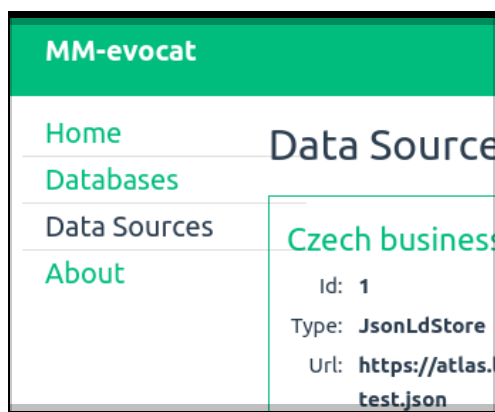 MM-evocat
Home
Databases
Data Sources
About
Data Source
Czech business
Id: 1
Type: JsonLdStore
Url: https://atlas.
test.json